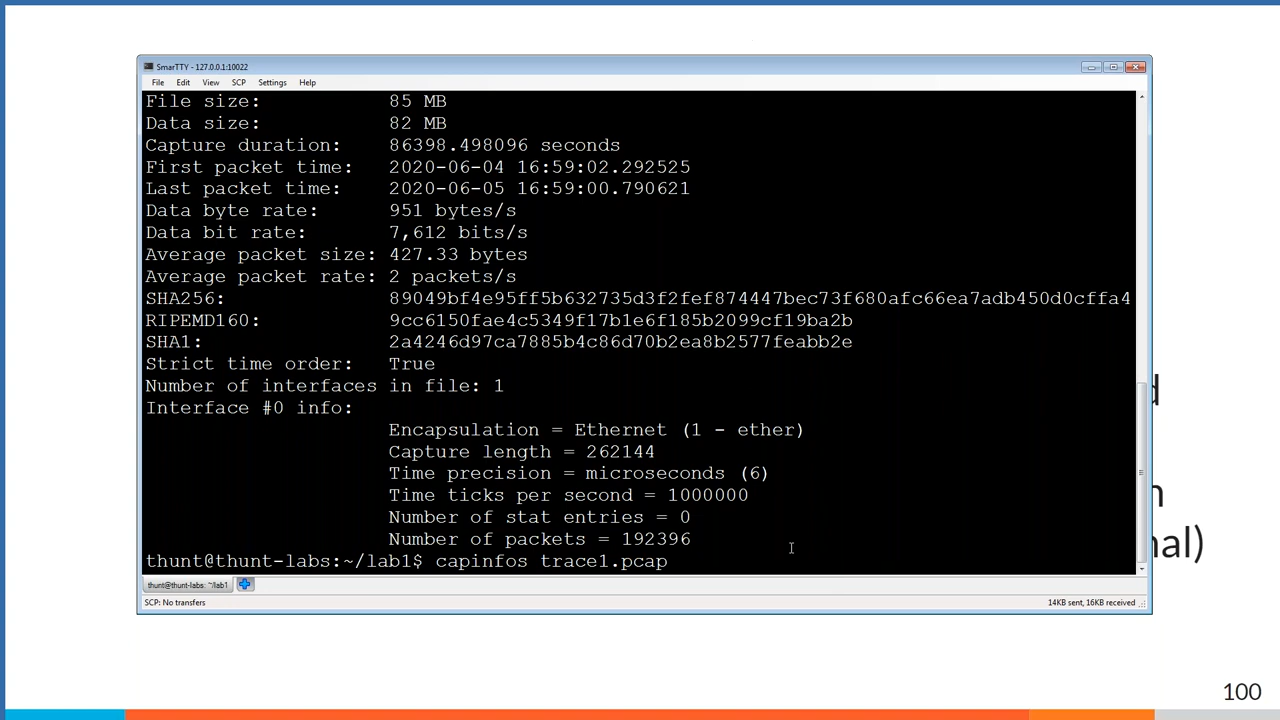 SmarTTY - 127.0.0.1:10022
File Edit View SCP Settings Help
File size: 85 MB
Data size: 82 MB
Capture duration: 86398.498096 seconds
First packet time: 2020-06-04 16:59:02.292525
Last packet time: 2020-06-05 16:59:00.790621
Data byte rate: 951 bytes/s
Data bit rate: 7,612 bits/s
Average packet size: 427.33 bytes
Average packet rate: 2 packets/s
SHA256: 89049bf4e95ff5b632735d3f2fef874447bec73f680afc66ea7adb450d0cffa4
RIPEMD160: 9cc6150fae4c5349f17b1e6f185b2099cf19ba2b
SHA1: 2a4246d97ca7885b4c86d70b2ea8b2577feabb2e
Strict time order: True
Number of interfaces in file: 1
Interface #0 info:
Encapsulation = Ethernet (1 - ether)
Capture length = 262144
Time precision = microseconds (6)
Time ticks per second = 1000000
Number of stat entries = 0
Number of packets = 192396
thunt@thunt-labs:~/lab1$ capinfos trace1.pcap
thunt@thunt-labs: ~/lab1
SCP: No transfers 14KB sent, 16KB received
100